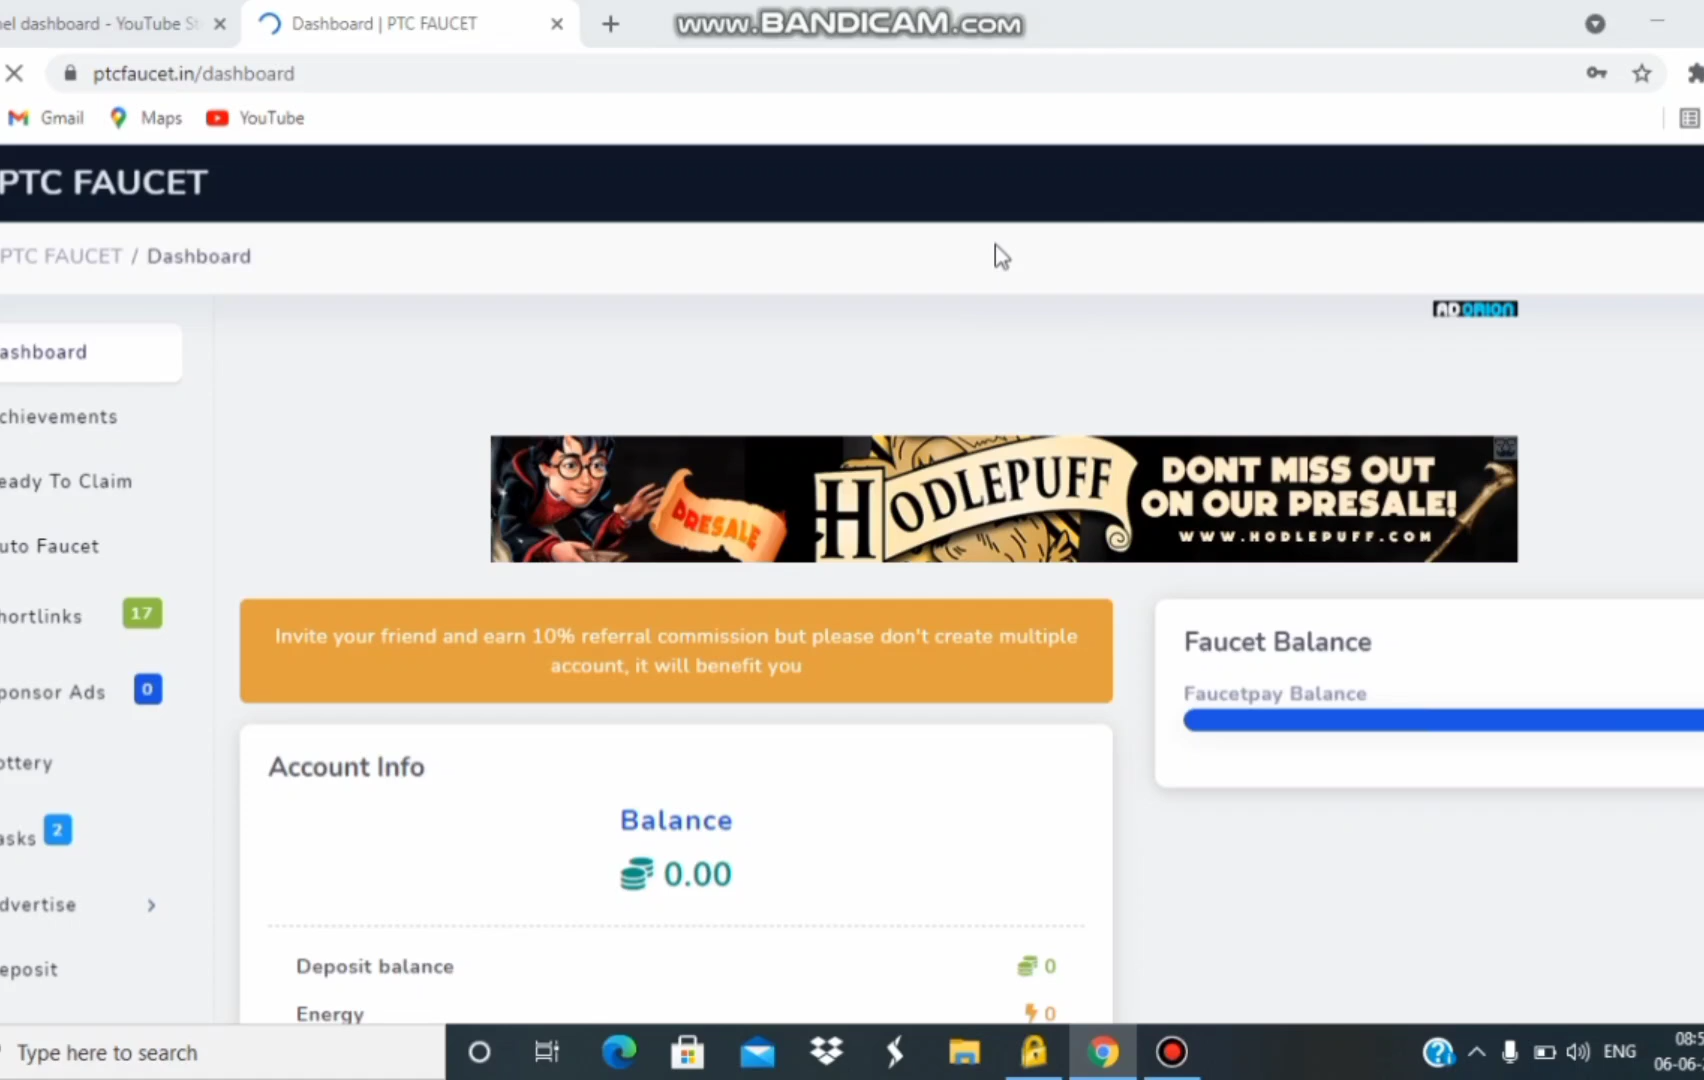 nel dashboard - YouTube St
Dashboard | PTC FAUCET
www.BANDICAM.com
ptcfaucet.in/dashboard
Gmail
Maps
YouTube
PTC FAUCET
PTC FAUCET / Dashboard
ADORION
ashboard
chievements
eady To Claim
uto Faucet
hortlinks 17
ponsor Ads 0
ottery
asks 2
dvertise
eposit
PRESALE
HODLEPUFF
DONT MISS OUT
ON OUR PRESALE!
WWW.HODLEPUFF.COM
Invite your friend and earn 10% referral commission but please don't create multiple
account, it will benefit you
Faucet Balance
Faucetpay Balance
Account Info
Balance
0.00
Deposit balance 0
Energy 0
Type here to search
ENG
08:5
06-06-